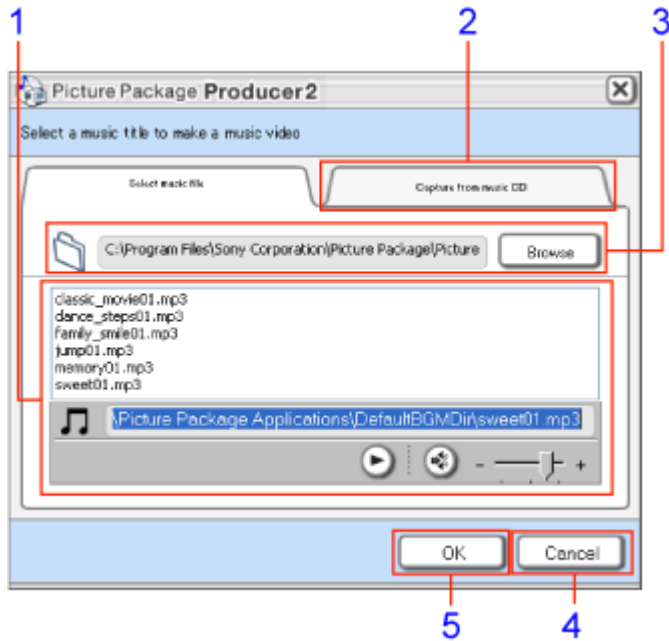 1 2 3
Picture Package Producer2
Select a music title to make a music video
Select music file Capture from music CD
C:\Program Files\Sony Corporation\Picture Package\Picture Browse
classic_movie01.mp3
dance_steps01.mp3
family_smile01.mp3
jump01.mp3
memory01.mp3
sweet01.mp3
\Picture Package Applications\DefaultBGMDir\sweet01.mp3
- +
OK Cancel
5 4